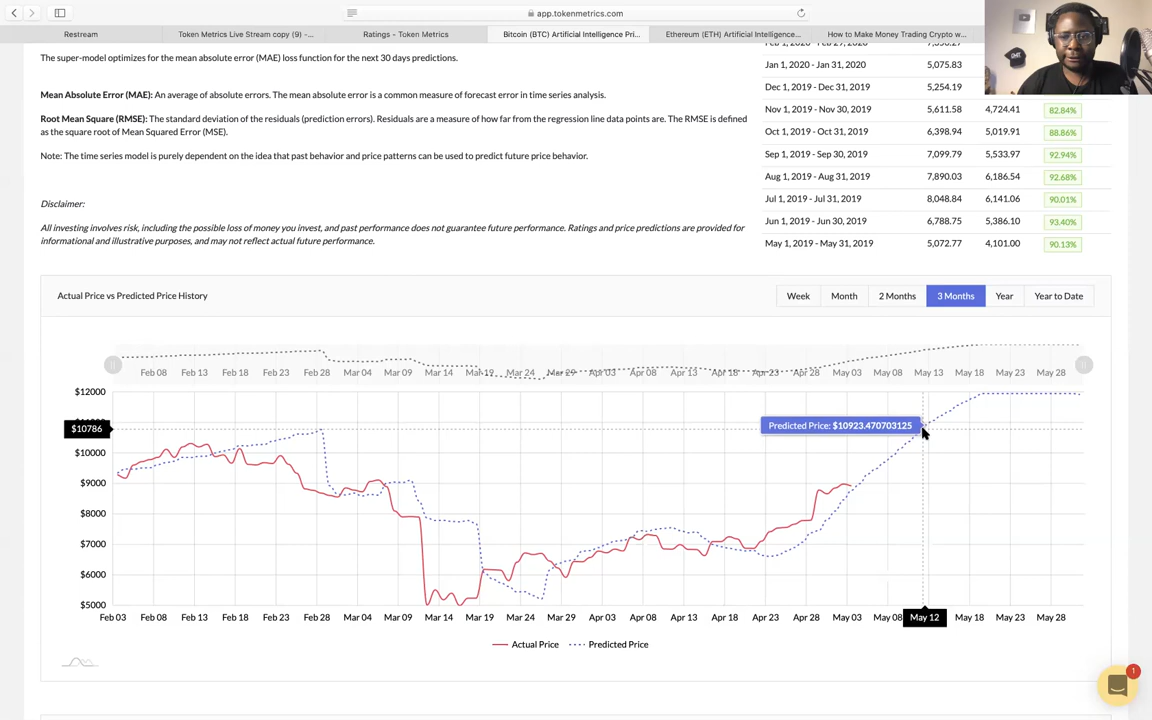 app.tokenmetrics.com
Restream
Token Metrics Live Stream copy (9) -...
Ratings - Token Metrics
Bitcoin (BTC) Artificial Intelligence Pri...
Ethereum (ETH) Artificial Intelligence...
How to Make Money Trading Crypto w...
The super-model optimizes for the mean absolute error (MAE) loss function for the next 30 days predictions.
Mean Absolute Error (MAE): An average of absolute errors. The mean absolute error is a common measure of forecast error in time series analysis.
Root Mean Square (RMSE): The standard deviation of the residuals (prediction errors). Residuals are a measure of how far from the regression line data points are. The RMSE is defined
as the square root of Mean Squared Error (MSE).
Note: The time series model is purely dependent on the idea that past behavior and price patterns can be used to predict future price behavior.
Disclaimer:
All investing involves risk, including the possible loss of money you invest, and past performance does not guarantee future performance. Ratings and price predictions are provided for
informational and illustrative purposes, and may not reflect actual future performance.
Jan 1, 2020 - Jan 31, 2020 5,075.83
Dec 1, 2019 - Dec 31, 2019 5,254.19
Nov 1, 2019 - Nov 30, 2019 5,611.58 4,724.41 82.84%
Oct 1, 2019 - Oct 31, 2019 6,398.94 5,019.91 88.86%
Sep 1, 2019 - Sep 30, 2019 7,099.79 5,533.97 92.94%
Aug 1, 2019 - Aug 31, 2019 7,890.03 6,186.54 92.68%
Jul 1, 2019 - Jul 31, 2019 8,048.84 6,141.06 90.01%
Jun 1, 2019 - Jun 30, 2019 6,788.75 5,386.10 93.40%
May 1, 2019 - May 31, 2019 5,072.77 4,101.00 90.13%
Actual Price vs Predicted Price History
Week Month 2 Months 3 Months Year Year to Date
Feb 08 Feb 13 Feb 18 Feb 23 Feb 28 Mar 04 Mar 09 Mar 14 Mar 19 Mar 24 Mar 29 Apr 03 Apr 08 Apr 13 Apr 18 Apr 23 Apr 28 May 03 May 08 May 13 May 18 May 23 May 28
$12000
$10786
Predicted Price: $10923.470703125
$10000
$9000
$8000
$7000
$6000
$5000
Feb 03 Feb 08 Feb 13 Feb 18 Feb 23 Feb 28 Mar 04 Mar 09 Mar 14 Mar 19 Mar 24 Mar 29 Apr 03 Apr 08 Apr 13 Apr 18 Apr 23 Apr 28 May 03 May 08 May 12 May 18 May 23 May 28
Actual Price Predicted Price
1